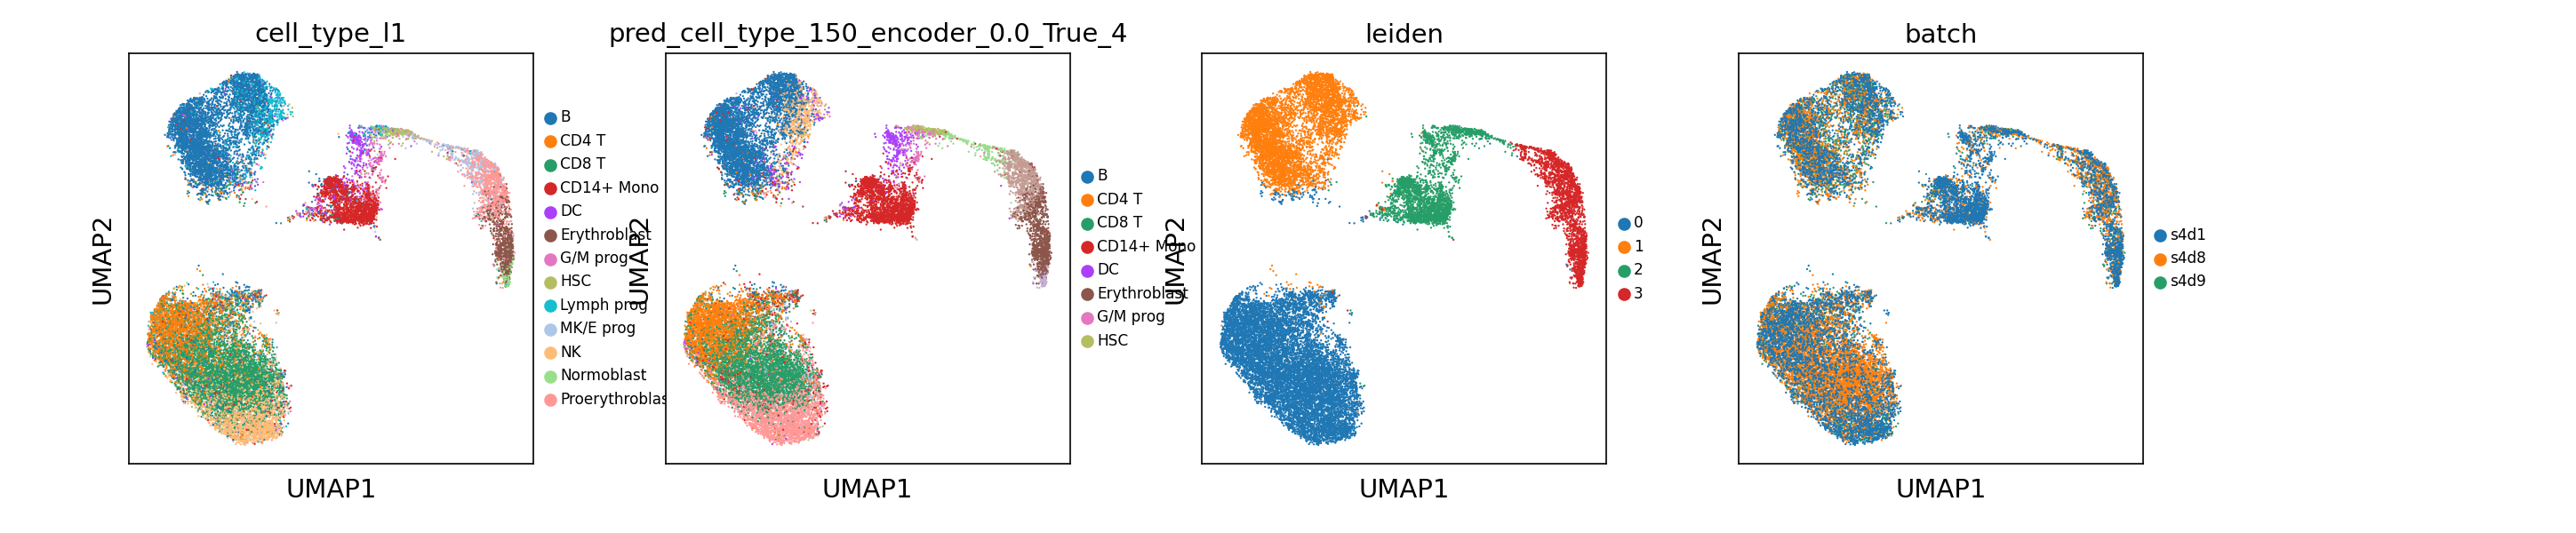 cell_type_l1
UMAP2
UMAP1
B
CD4 T
CD8 T
CD14+ Mono
DC
Erythroblast
G/M prog
HSC
Lymph prog
MK/E prog
NK
Normoblast
Proerythroblas
pred_cell_type_150_encoder_0.0_True_4
UMAP2
UMAP1
B
CD4 T
CD8 T
CD14+ Mono
DC
Erythroblast
G/M prog
HSC
leiden
UMAP2
UMAP1
0
1
2
3
batch
UMAP2
UMAP1
s4d1
s4d8
s4d9